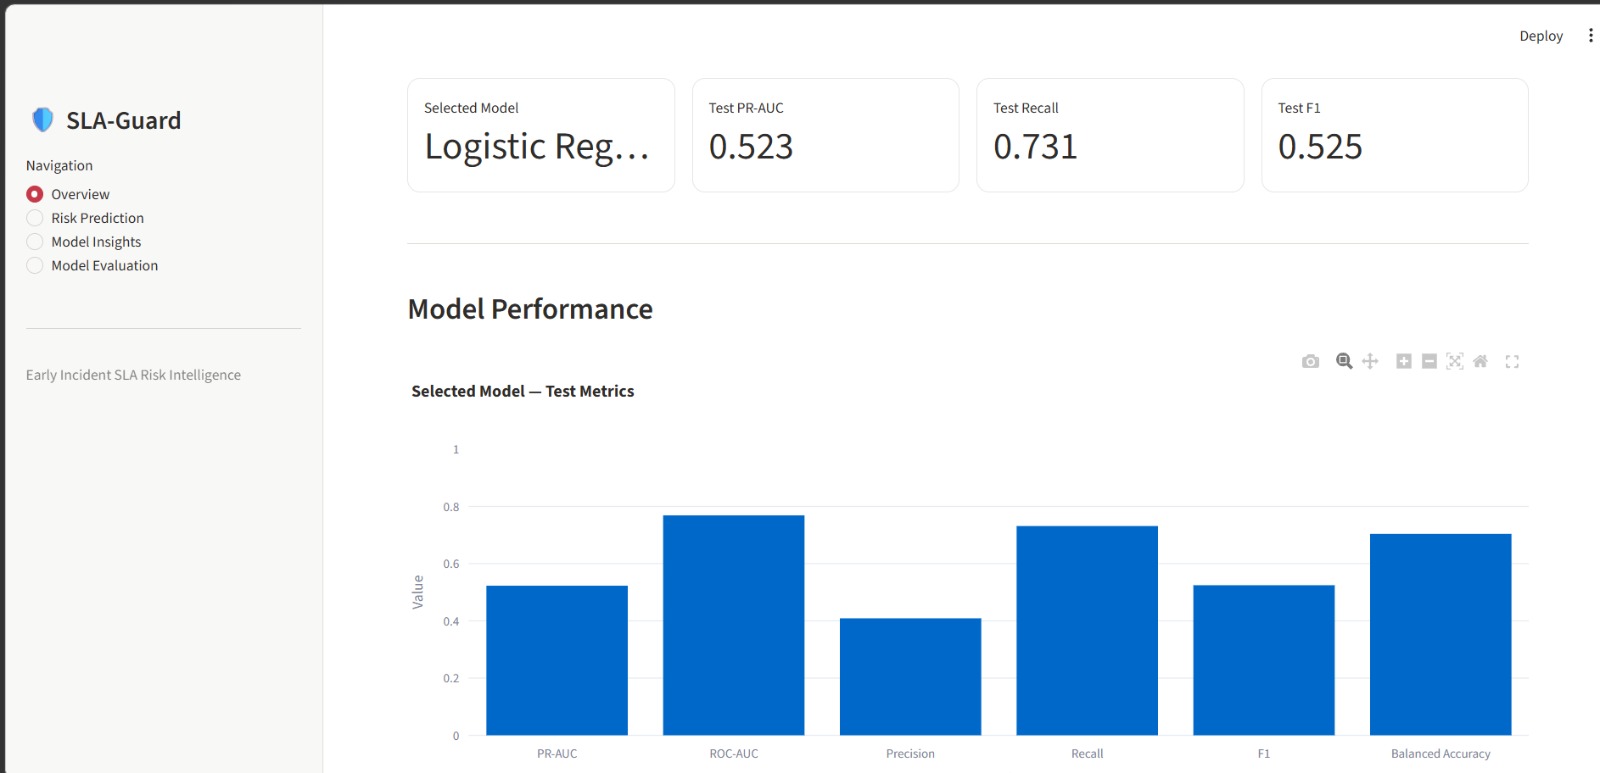 Deploy
SLA-Guard
Navigation
Overview
Risk Prediction
Model Insights
Model Evaluation
Early Incident SLA Risk Intelligence
Selected Model
Logistic Reg...
Test PR-AUC
0.523
Test Recall
0.731
Test F1
0.525
Model Performance
Selected Model — Test Metrics
Value
1
0.8
0.6
0.4
0.2
0
PR-AUC
ROC-AUC
Precision
Recall
F1
Balanced Accuracy